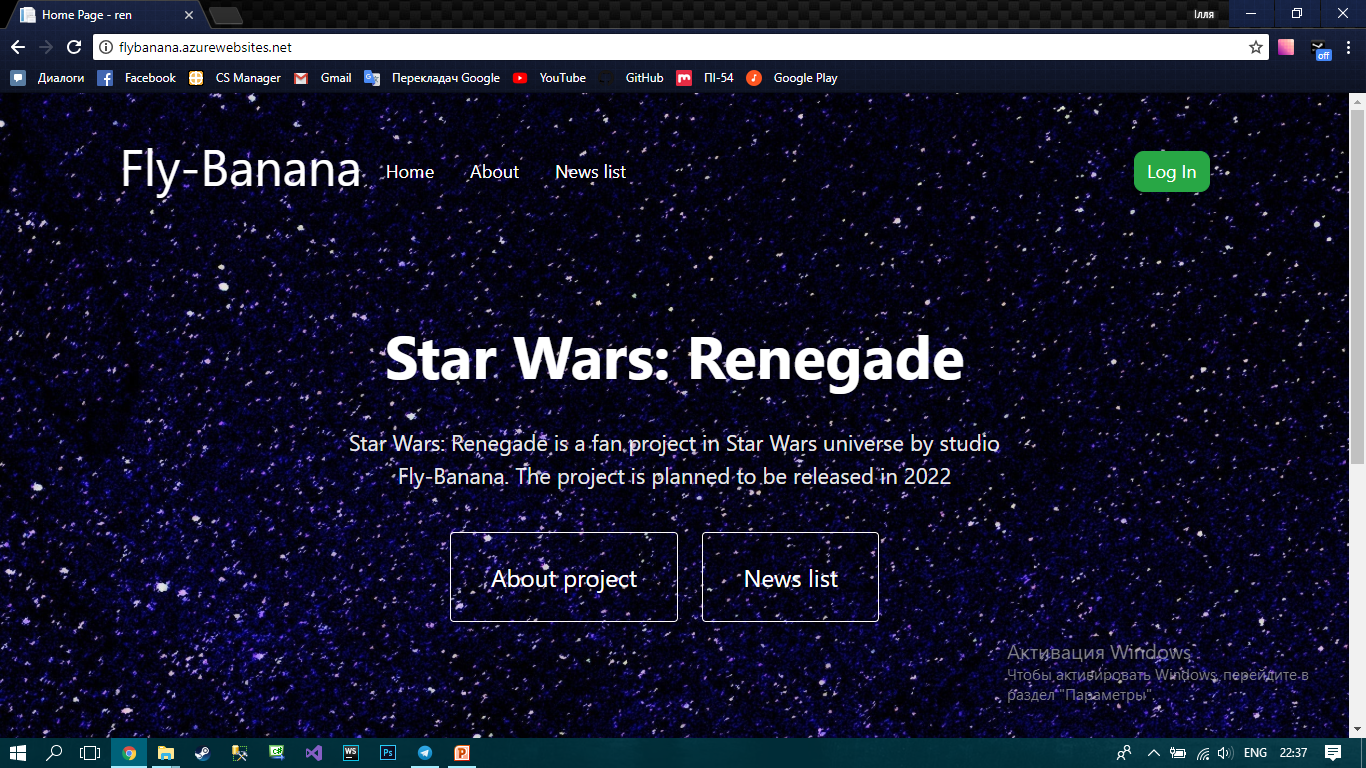 Home Page - ren
Ілля
flybanana.azurewebsites.net
Диалоги
Facebook
CS Manager
Gmail
Перекладач Google
YouTube
GitHub
ПІ-54
Google Play
off
Fly-Banana
Home
About
News list
Log In
Star Wars: Renegade
Star Wars: Renegade is a fan project in Star Wars universe by studio
Fly-Banana. The project is planned to be released in 2022
About project
News list
Активация Windows
Чтобы активировать Windows, перейдите в
раздел "Параметры".
WS
Ps
ENG
22:37